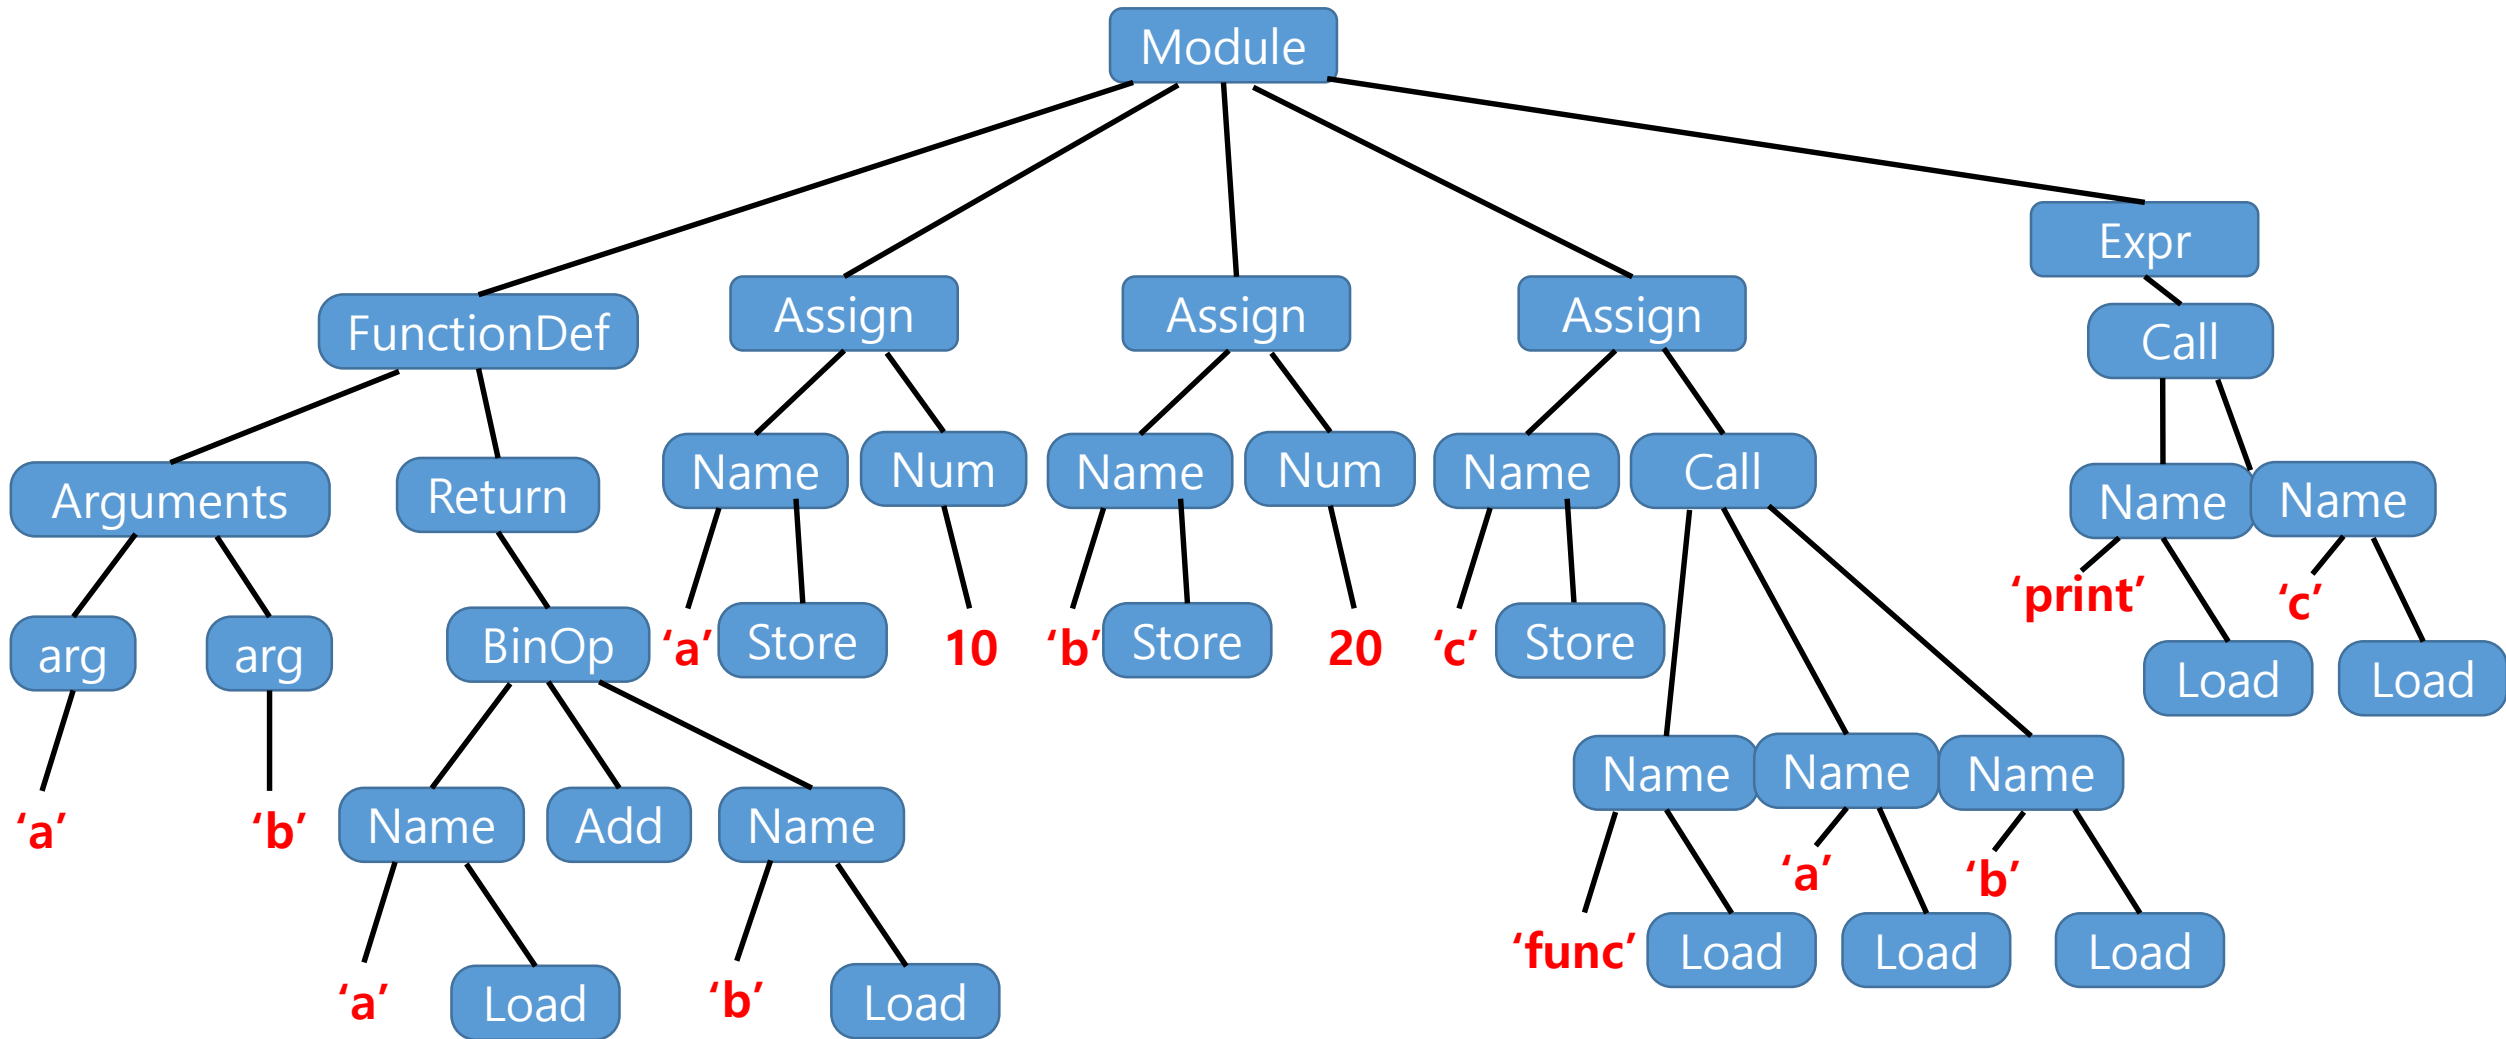 Module
Expr
FunctionDef
Assign
Assign
Assign
Call
Arguments
Return
Name
Num
Name
Num
Name
Call
Name
Name
‘print’
‘c’
arg
arg
BinOp
‘a’
Store
10
‘b’
Store
20
‘c’
Store
Load
Load
Name
Name
Name
‘a’
‘b’
Name
Add
Name
‘a’
‘b’
‘func’
Load
Load
Load
‘a’
Load
‘b’
Load